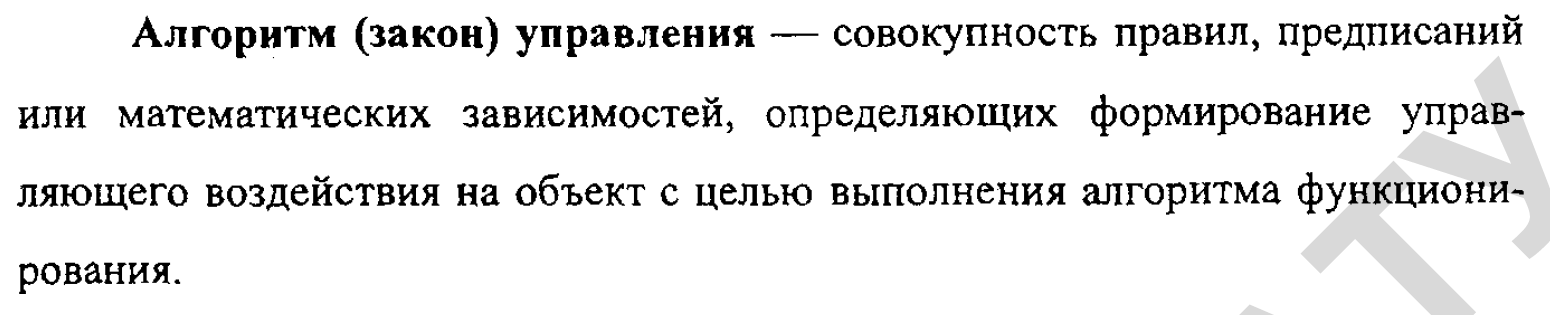 Алгоритм (закон) управления — совокупность правил, предписаний
или математических зависимостей, определяющих формирование управ-
ляющего воздействия на объект с целью выполнения алгоритма функциони-
рования.